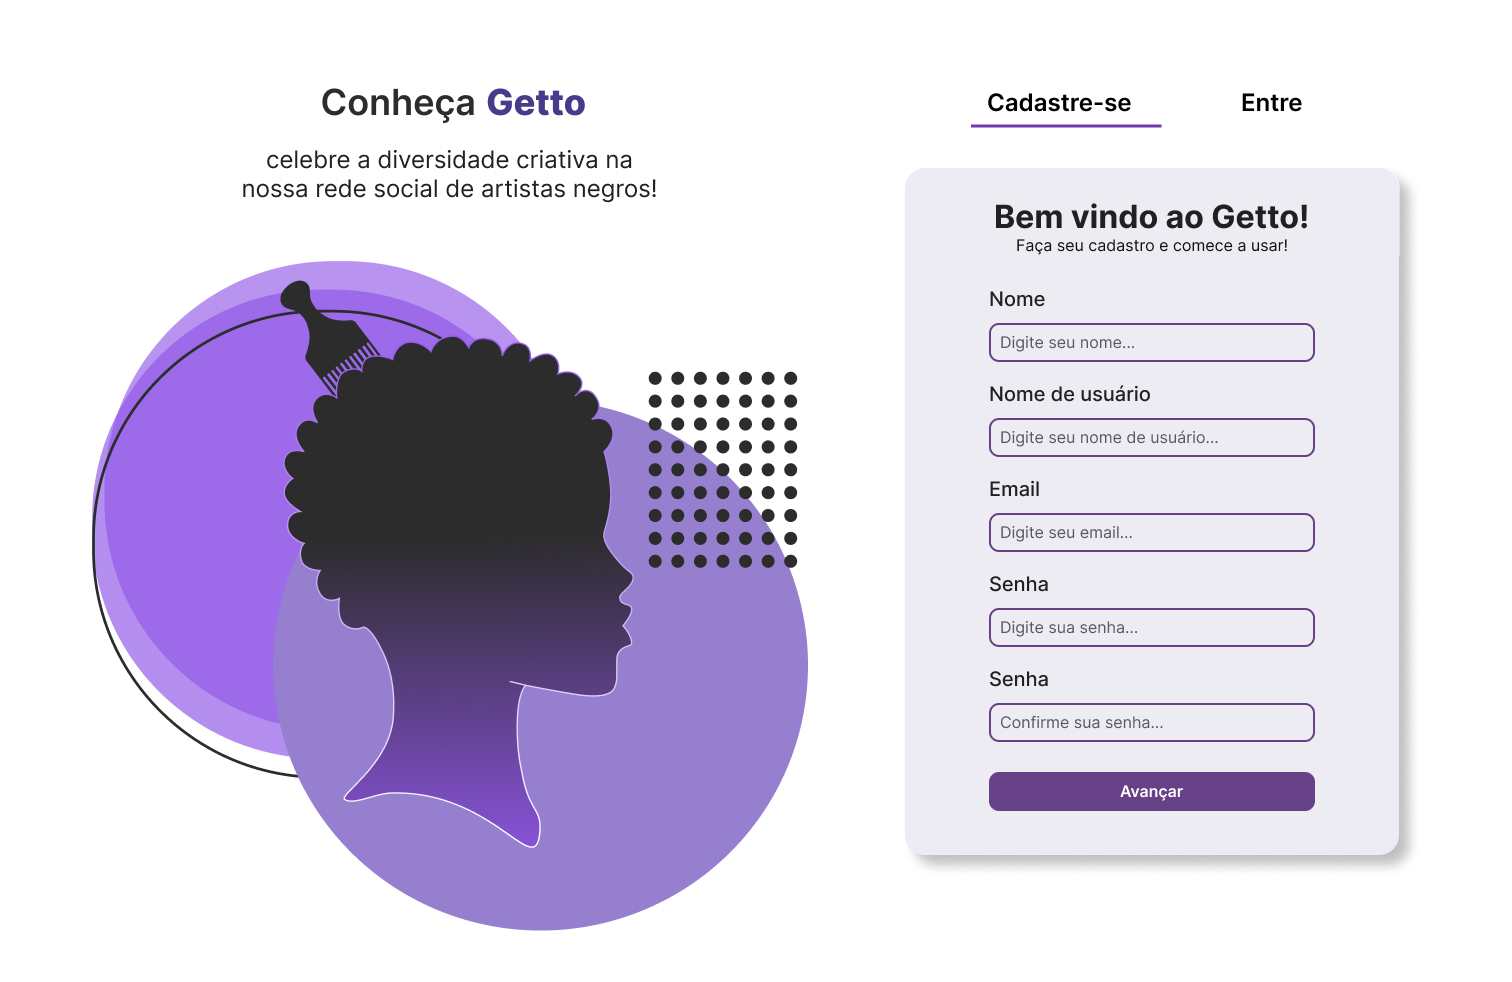 Conheça Getto
celebre a diversidade criativa na
nossa rede social de artistas negros!
Cadastre-se
Entre
Bem vindo ao Getto!
Faça seu cadastro e comece a usar!
Nome
Digite seu nome...
Nome de usuário
Digite seu nome de usuário...
Email
Digite seu email...
Senha
Digite sua senha...
Senha
Confirme sua senha...
Avançar